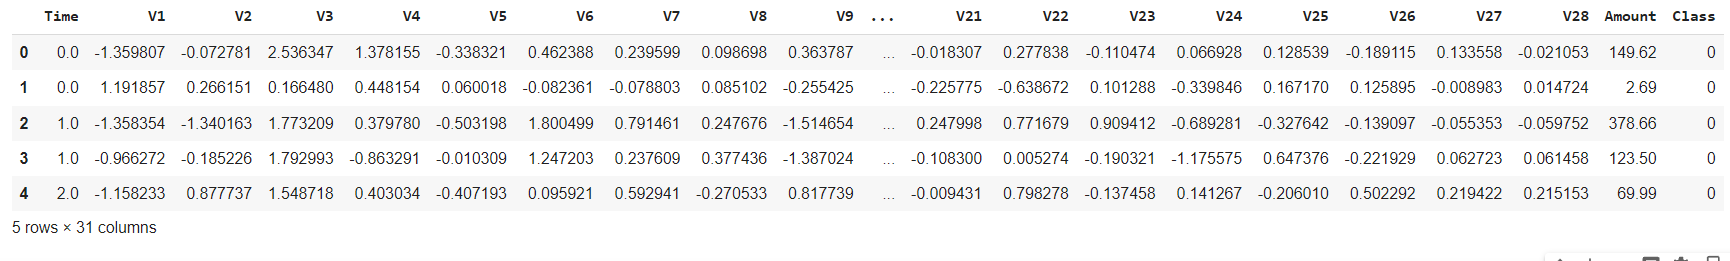 Time V1 V2 V3 V4 V5 V6 V7 V8 V9 ... V21 V22 V23 V24 V25 V26 V27 V28 Amount Class
0 0.0 -1.359807 -0.072781 2.536347 1.378155 -0.338321 0.462388 0.239599 0.098698 0.363787 ... -0.018307 0.277838 -0.110474 0.066928 0.128539 -0.189115 0.133558 -0.021053 149.62 0
1 0.0 1.191857 0.266151 0.166480 0.448154 0.060018 -0.082361 -0.078803 0.085102 -0.255425 ... -0.225775 -0.638672 0.101288 -0.339846 0.167170 0.125895 -0.008983 0.014724 2.69 0
2 1.0 -1.358354 -1.340163 1.773209 0.379780 -0.503198 1.800499 0.791461 0.247676 -1.514654 ... 0.247998 0.771679 0.909412 -0.689281 -0.327642 -0.139097 -0.055353 -0.059752 378.66 0
3 1.0 -0.966272 -0.185226 1.792993 -0.863291 -0.010309 1.247203 0.237609 0.377436 -1.387024 ... -0.108300 0.005274 -0.190321 -1.175575 0.647376 -0.221929 0.062723 0.061458 123.50 0
4 2.0 -1.158233 0.877737 1.548718 0.403034 -0.407193 0.095921 0.592941 -0.270533 0.817739 ... -0.009431 0.798278 -0.137458 0.141267 -0.206010 0.502292 0.219422 0.215153 69.99 0
5 rows × 31 columns